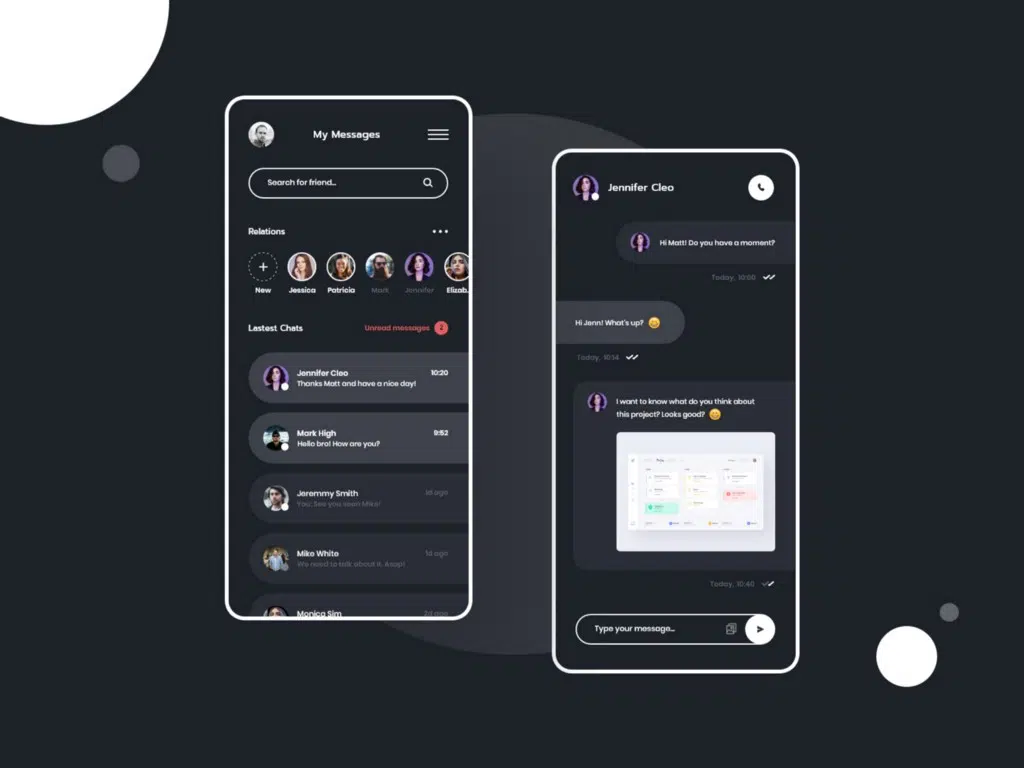 My Messages
Search for friend...
Relations
New
Jessica
Patricia
Mark
Jennifer
Elizab.
Lastest Chats
Unread messages 2
Jennifer Cleo 10:20
Thanks Matt and have a nice day!
Mark High 9:52
Hello bro! How are you?
Jeremmy Smith 1d ago
You: See you soon Mike!
Mike White 1d ago
We need to talk about it. Asap!
Monica Sim 2d ago
Jennifer Cleo
Hi Matt! Do you have a moment?
Today, 10:00
Hi Jenn! What's up? 😄
Today, 10:14
I want to know what do you think about
this project? Looks good? 😄
Today, 10:40
Type your message...